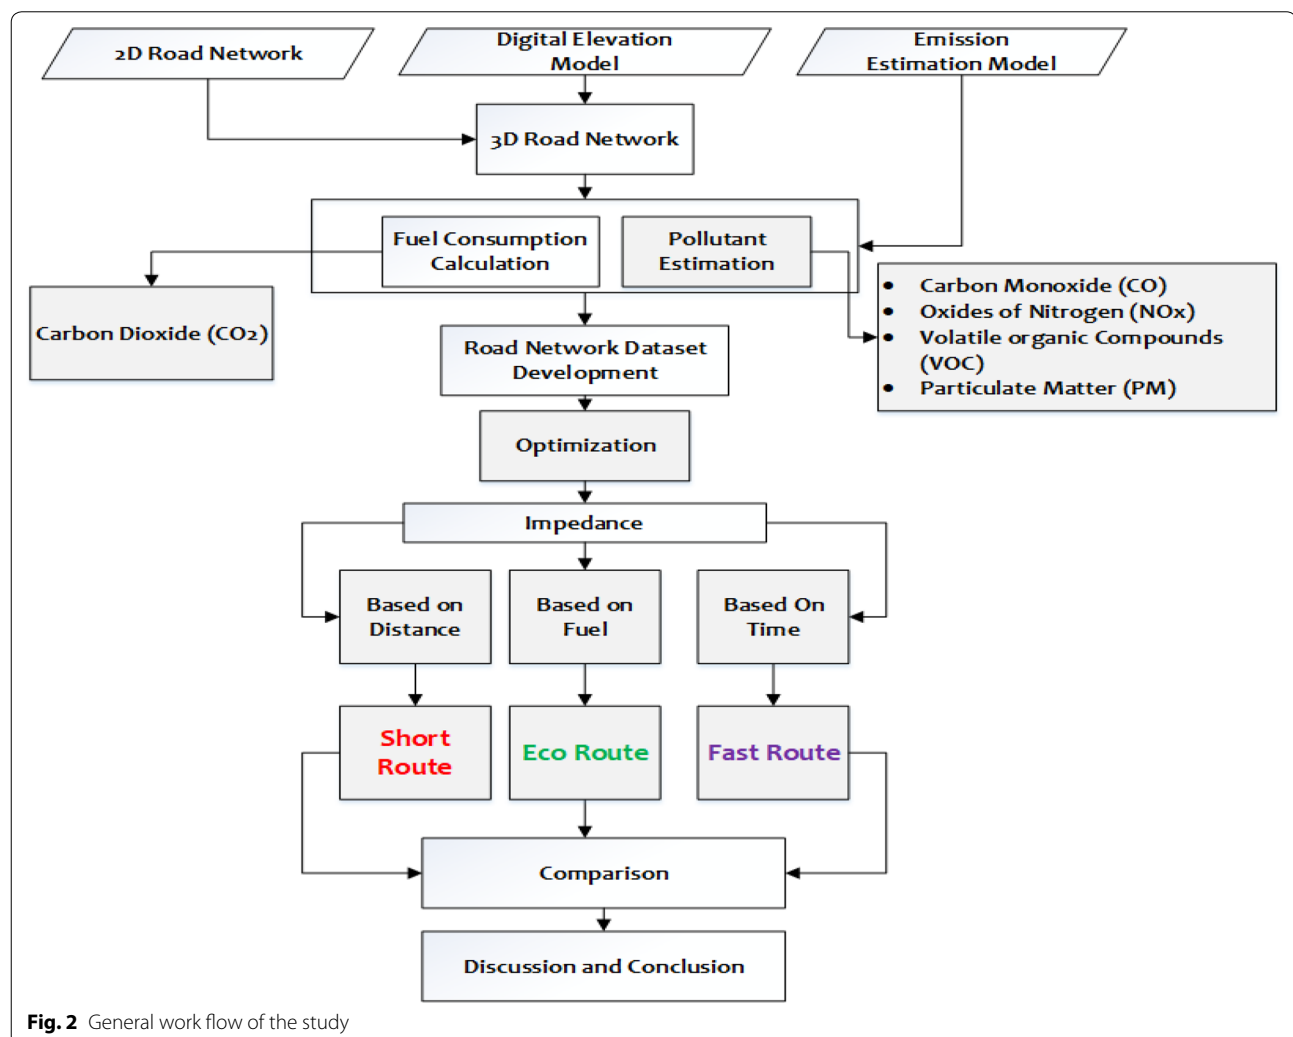 2D Road Network
Digital Elevation
Model
Emission
Estimation Model
3D Road Network
Fuel Consumption
Calculation
Pollutant
Estimation
Carbon Dioxide (CO2)
• Carbon Monoxide (CO)
• Oxides of Nitrogen (NOx)
• Volatile organic Compounds
(VOC)
• Particulate Matter (PM)
Road Network Dataset
Development
Optimization
Impedance
Based on
Distance
Based on
Fuel
Based On
Time
Short
Route
Eco Route
Fast Route
Comparison
Discussion and Conclusion
Fig. 2 General work flow of the study